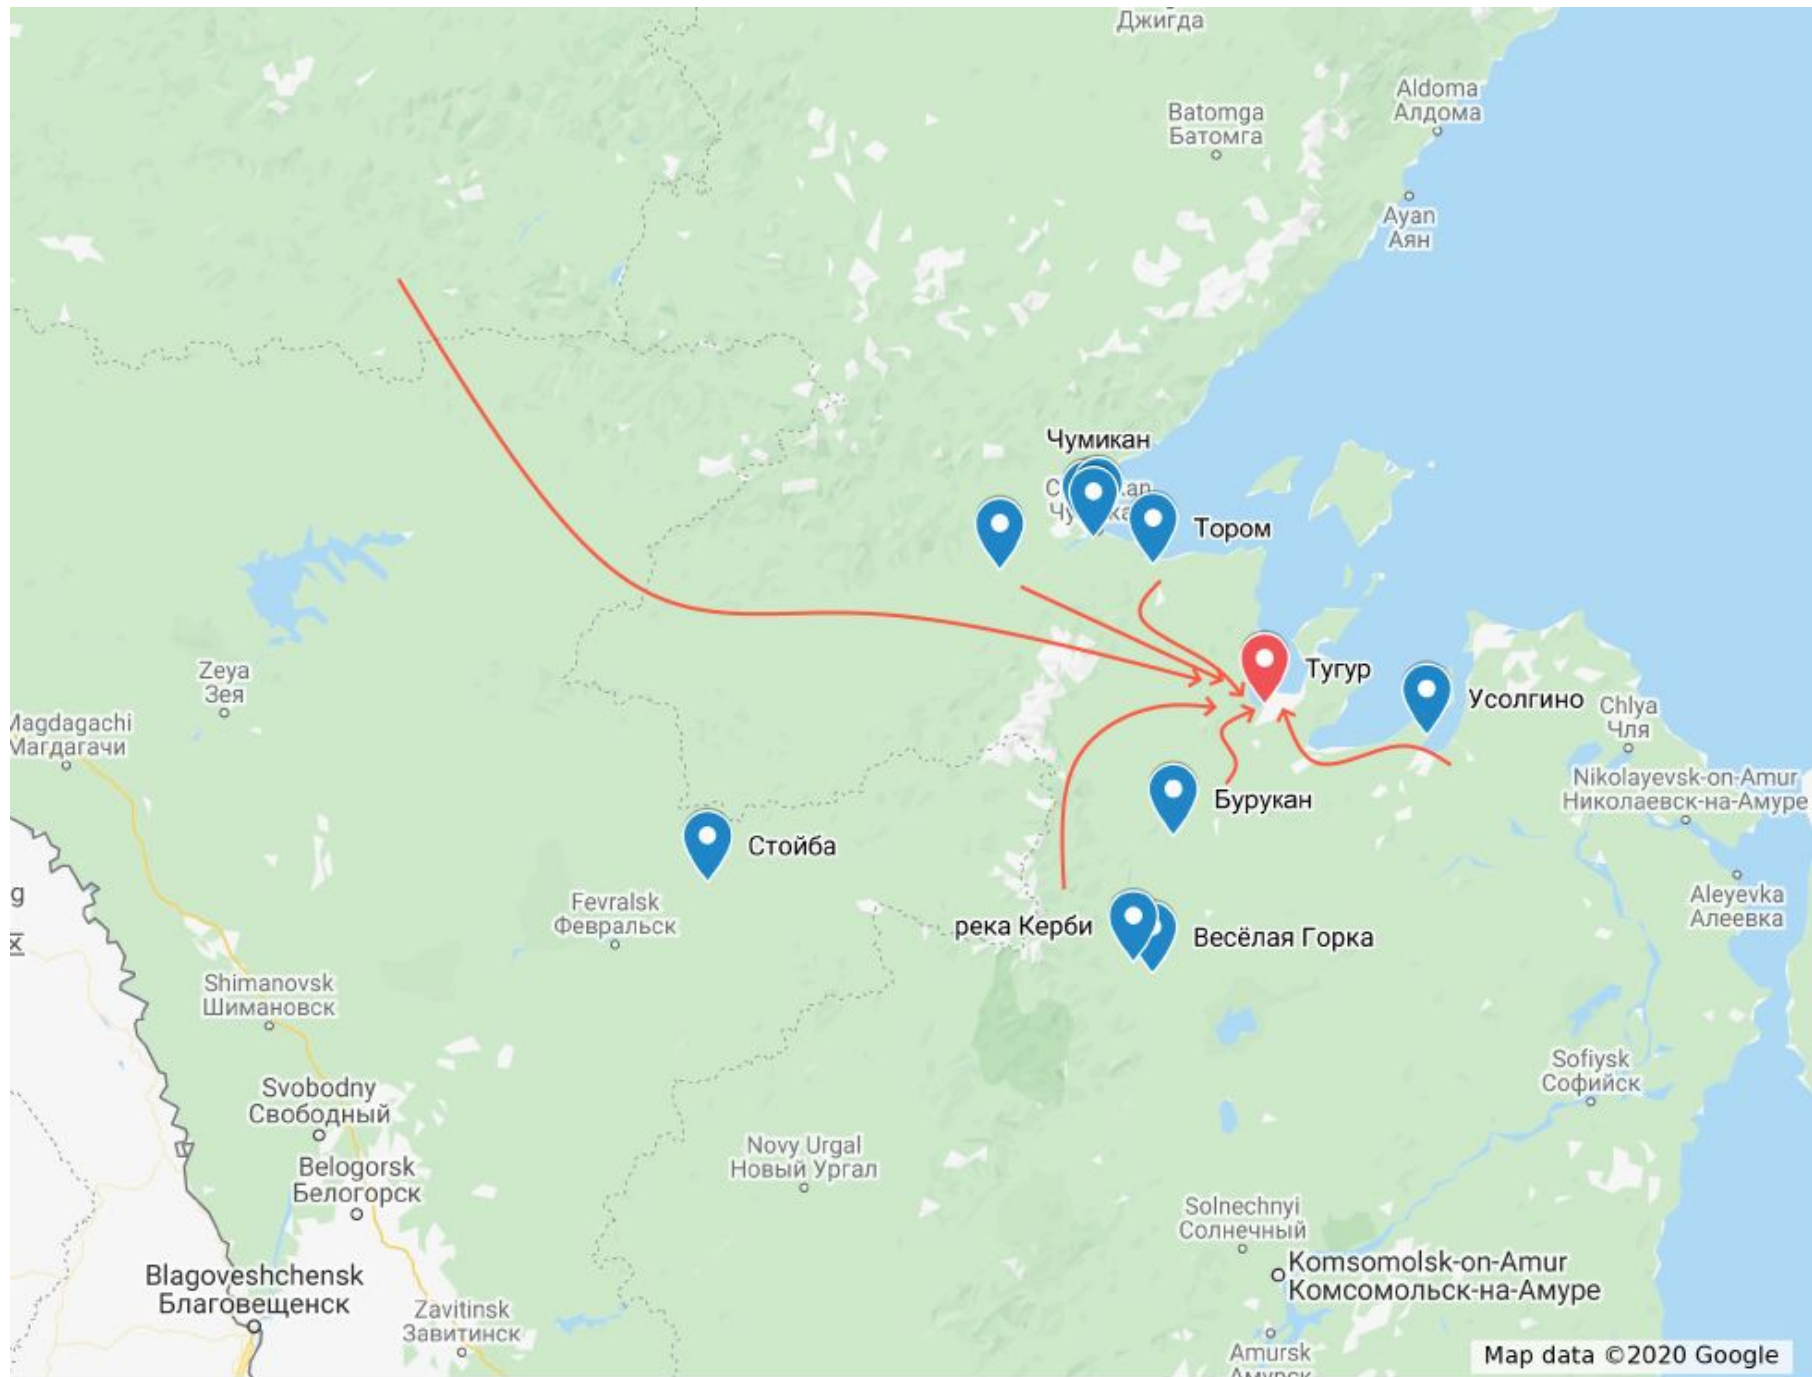 Джигда
Aldoma
Алдома
Batomga
Батомга
Ayan
Аян
Чумикан
Тором
Тугур
Усолгино
Chlya
Чля
Zeya
Зея
Magdagachi
Магдагачи
Nikolayevsk-on-Amur
Николаевск-на-Амуре
Бурукан
Стойба
Fevralsk
Февральск
Aleyevka
Алеевка
река Керби
Весёлая Горка
Shimanovsk
Шимановск
Sofiysk
Софийск
Svobodny
Свободный
Novy Urgal
Новый Ургал
Belogorsk
Белогорск
Solnechnyi
Солнечный
Komsomolsk-on-Amur
Комсомольск-на-Амуре
Blagoveshchensk
Благовещенск
Zavitinsk
Завитинск
Amursk
Амурск
Map data ©2020 Google